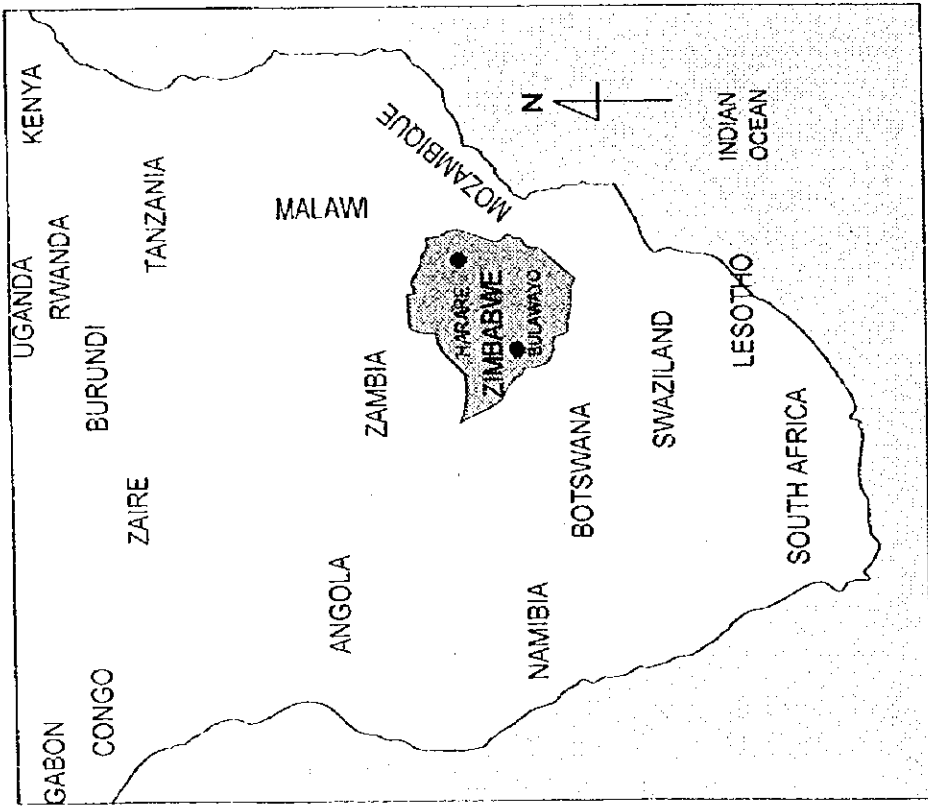 UGANDA
KENYA
RWANDA
GABON
CONGO
BURUNDI
ZAIRE
TANZANIA
MALAWI
ANGOLA
ZAMBIA
MOZAMBIQUE
HARARE
ZIMBABWE
BULAWAYO
N
NAMIBIA
BOTSWANA
SWAZILAND
INDIAN
OCEAN
LESOTHO
SOUTH AFRICA